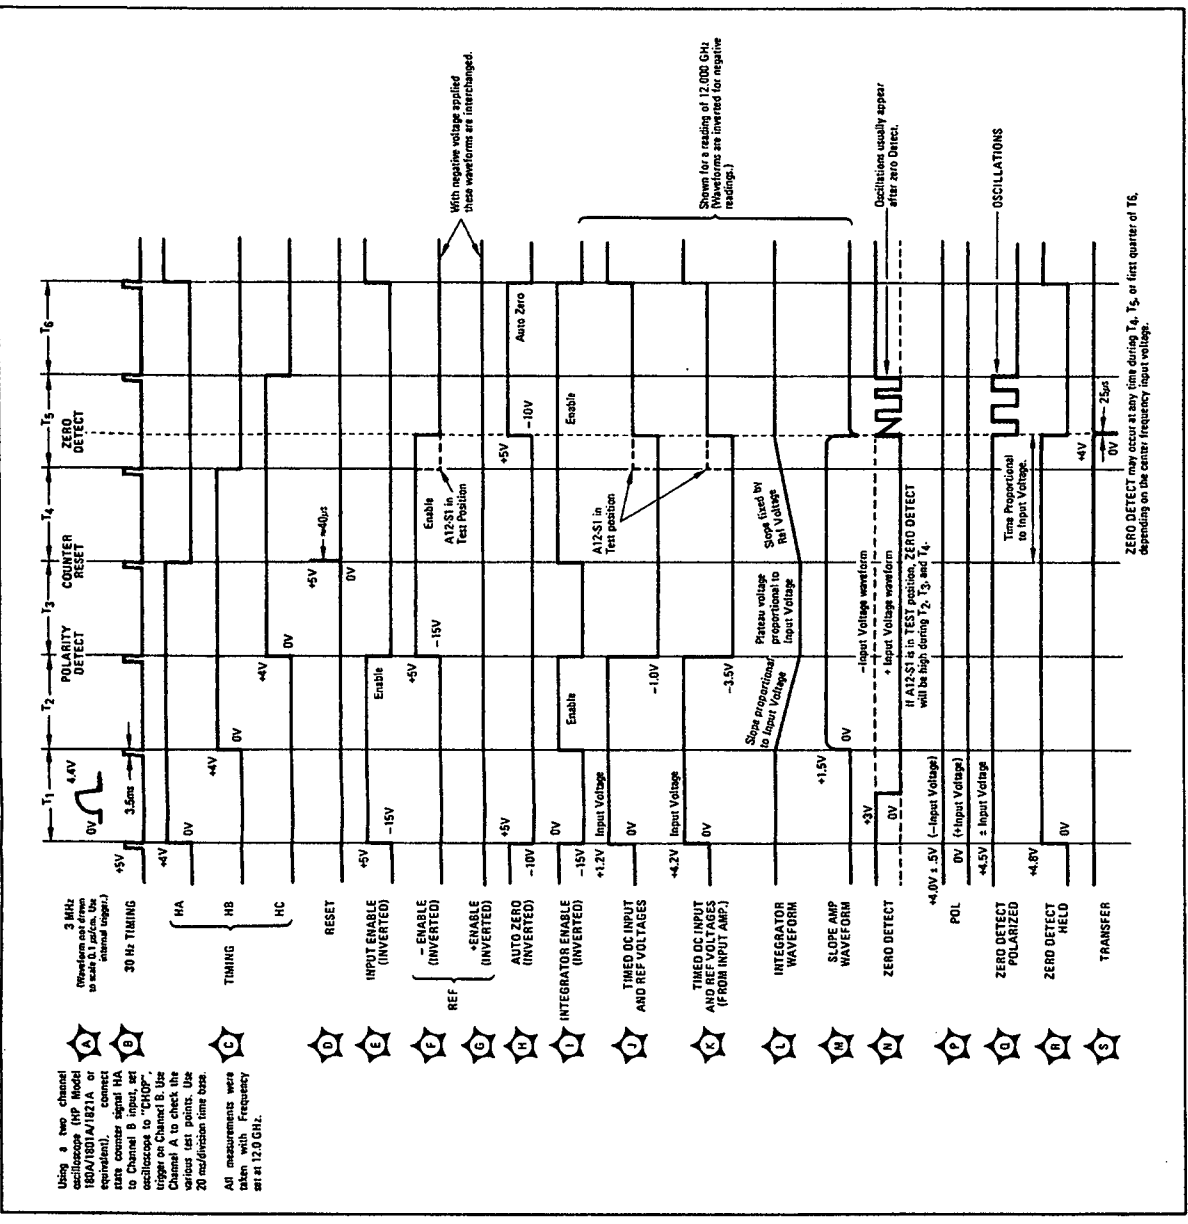 Using a two channel
oscilloscope (HP Model
180A/1801A/1821A or
equivalent), connect
state counter signal HA
to Channel B input, set
oscilloscope to "CHOP",
trigger on Channel B. Use
Channel A to check the
various test points. Use
20 ms/division time base.
All measurements were
taken with Frequency
set at 12.0 GHz.
A
3 MHz
(Waveform not drawn
to scale 0.1 µs/cm. Use
internal trigger.)
0V
4.4V
T1
T2
T3
T4
T5
T6
POLARITY
DETECT
COUNTER
RESET
ZERO
DETECT
B
30 Hz TIMING
+5V
3.5ms
C
TIMING
HA
HB
HC
+4V
0V
+4V
0V
+4V
0V
D
RESET
+5V
≈40µs
0V
E
INPUT ENABLE
(INVERTED)
+5V
−15V
Enable
REF
F
− ENABLE
(INVERTED)
+5V
−15V
Enable
A12-S1 in
Test Position
With negative voltage applied
these waveforms are interchanged.
G
+ENABLE
(INVERTED)
H
AUTO ZERO
(INVERTED)
+5V
−10V
+5V
−10V
Auto Zero
I
INTEGRATOR ENABLE
(INVERTED)
0V
−15V
Enable
Enable
J
TIMED DC INPUT
AND REF VOLTAGES
+1.2V
Input Voltage
0V
−1.0V
A12-S1 in
Test position
K
TIMED DC INPUT
AND REF VOLTAGES
(FROM INPUT AMP.)
+4.2V
Input Voltage
0V
−3.5V
Shown for a reading of 12.000 GHz
(Waveforms are inverted for negative
readings.)
L
INTEGRATOR
WAVEFORM
Slope proportional
to Input Voltage
Plateau voltage
proportional to
Input Voltage
Slope fixed by
Ref Voltage
M
SLOPE AMP
WAVEFORM
+1.5V
0V
N
ZERO DETECT
+3V
0V
−Input Voltage waveform
+ Input Voltage waveform
If A12-S1 is in TEST position, ZERO DETECT
will be high during T2, T3, and T4.
Oscillations usually appear
after zero Detect.
P
POL
+4.0V ± .5V (−Input Voltage)
0V (+Input Voltage)
Q
ZERO DETECT
POLARIZED
+4.5V ± Input Voltage
OSCILLATIONS
R
ZERO DETECT
HELD
+4.8V
0V
Time Proportional
to Input Voltage.
S
TRANSFER
+4V
0V
25µs
ZERO DETECT may occur at any time during T4, T5, or first quarter of T6,
depending on the center frequency input voltage.